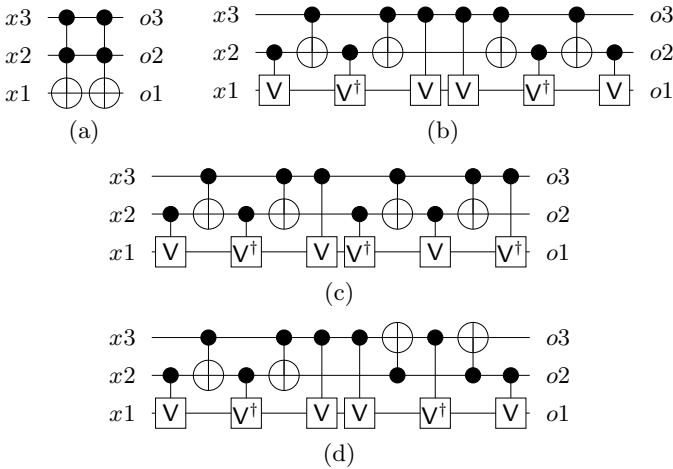 x3 o3 x3 o3
x2 o2 x2 o2
x1 o1 x1 V V† V V V† V o1
(a) (b)
x3 o3
x2 o2
x1 V V† V V† V V† o1
(c)
x3 o3
x2 o2
x1 V V† V V V† V o1
(d)